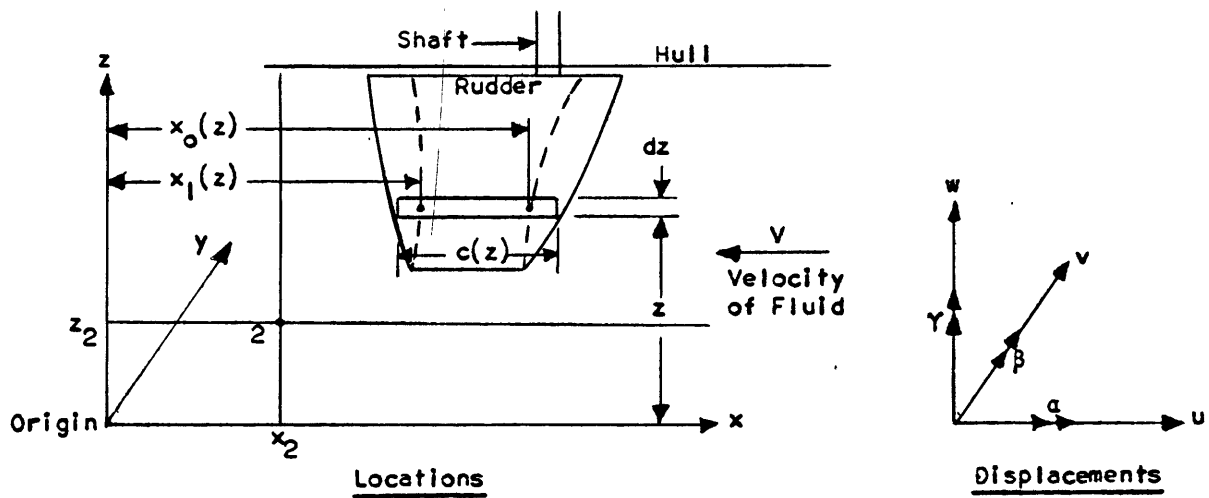 Shaft
Hull
z
Rudder
x₀(z)
dz
x₁(z)
w
y
V
c(z)
Velocity
of Fluid
v
z
z₂
2
γ
β
α
Origin
x
u
x₂
Locations
Displacements